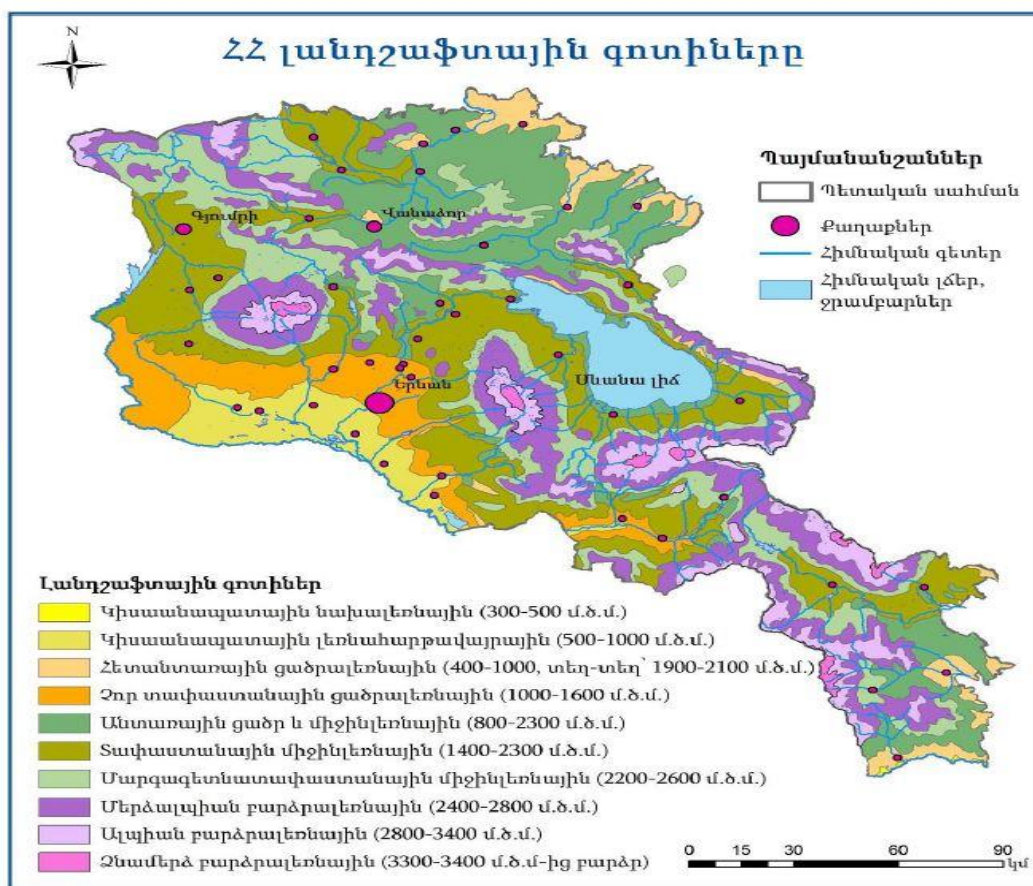 N
ՀՀ լանդշաֆտային գոտիները
Պայմանանշաններ
Պետական սահման
Քաղաքներ
Հիմնական գետեր
Հիմնական լճեր,
ջրամբարներ
Գյումրի
Վանաձոր
Երևան
Սևանա լիճ
Լանդշաֆտային գոտիներ
Կիսաանապատային նախալեռնային (300-500 մ.ծ.մ.)
Կիսաանապատային լեռնահարթավայրային (500-1000 մ.ծ.մ.)
Հետանտառային ցածրալեռնային (400-1000, տեղ-տեղ՝ 1900-2100 մ.ծ.մ.)
Չոր տափաստանային ցածրալեռնային (1000-1600 մ.ծ.մ.)
Անտառային ցածր և միջինլեռնային (800-2300 մ.ծ.մ.)
Տափաստանային միջինլեռնային (1400-2300 մ.ծ.մ.)
Մարգագետնատափաստանային միջինլեռնային (2200-2600 մ.ծ.մ.)
Մերձալպիան բարձրալեռնային (2400-2800 մ.ծ.մ.)
Ալպիան բարձրալեռնային (2800-3400 մ.ծ.մ.)
Ձնամերձ բարձրալեռնային (3300-3400 մ.ծ.մ-ից բարձր)
0 15 30 60 90
կմ